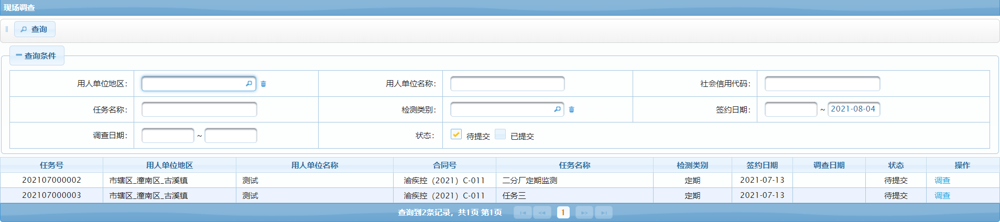 现场调查
查询
查询条件
用人单位地区： 用人单位名称： 社会信用代码：
任务名称： 检测类别： 签约日期： ~ 2021-08-04
调查日期： ~ 状态： 待提交 已提交
任务号 用人单位地区 用人单位名称 合同号 任务名称 检测类别 签约日期 调查日期 状态 操作
202107000002 市辖区_潼南区_古溪镇 测试 渝疾控（2021）C-011 二分厂定期监测 定期 2021-07-13 待提交 调查
202107000003 市辖区_潼南区_古溪镇 测试 渝疾控（2021）C-011 任务三 定期 2021-07-13 待提交 调查
查询到2条记录，共1页 第1页 1